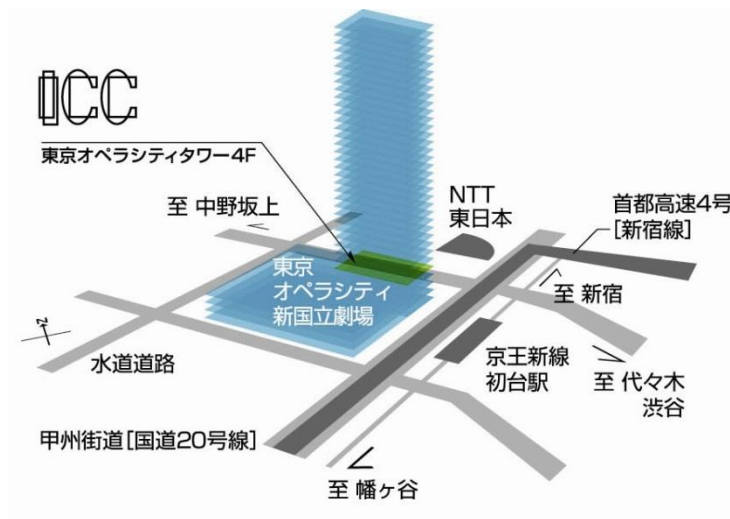 ICC
東京オペラシティタワー4F
至 中野坂上
NTT
東日本
首都高速4号
[新宿線]
東京
オペラシティ
新国立劇場
至 新宿
N
水道道路
京王新線
初台駅
至 代々木
渋谷
甲州街道[国道20号線]
至 幡ヶ谷